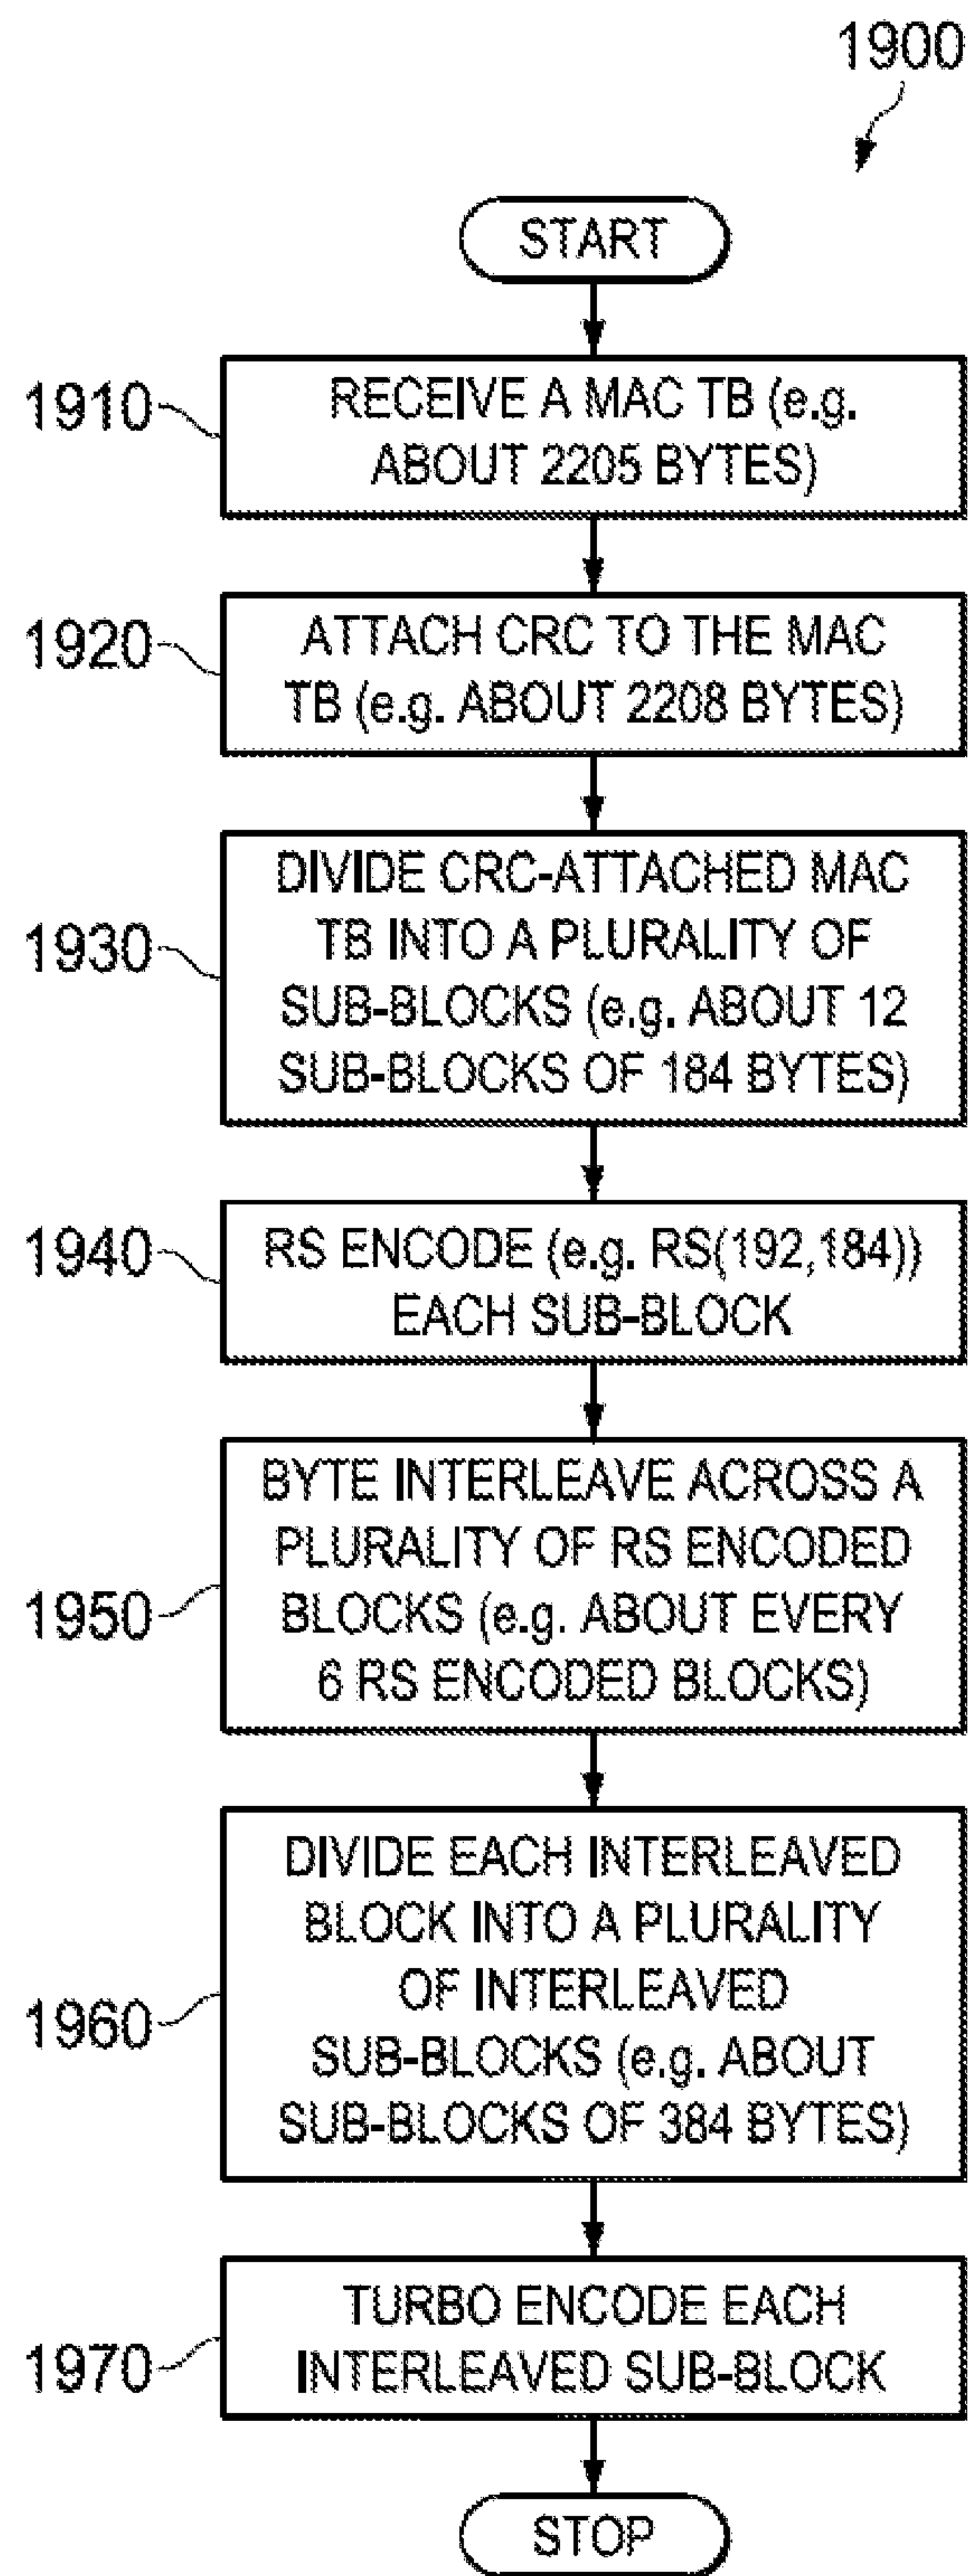 1900
START
1910
RECEIVE A MAC TB (e.g.
ABOUT 2205 BYTES)
1920
ATTACH CRC TO THE MAC
TB (e.g. ABOUT 2208 BYTES)
1930
DIVIDE CRC-ATTACHED MAC
TB INTO A PLURALITY OF
SUB-BLOCKS (e.g. ABOUT 12
SUB-BLOCKS OF 184 BYTES)
1940
RS ENCODE (e.g. RS(192,184))
EACH SUB-BLOCK
1950
BYTE INTERLEAVE ACROSS A
PLURALITY OF RS ENCODED
BLOCKS (e.g. ABOUT EVERY
6 RS ENCODED BLOCKS)
1960
DIVIDE EACH INTERLEAVED
BLOCK INTO A PLURALITY
OF INTERLEAVED
SUB-BLOCKS (e.g. ABOUT
SUB-BLOCKS OF 384 BYTES)
1970
TURBO ENCODE EACH
INTERLEAVED SUB-BLOCK
STOP